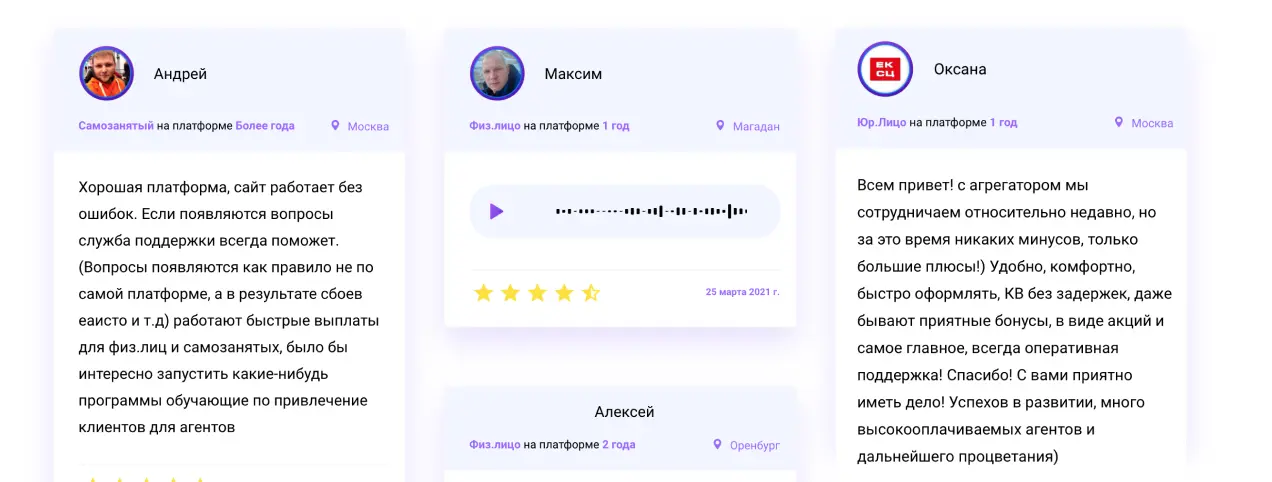 Андрей
Самозанятый на платформе Более года
Москва
Хорошая платформа, сайт работает без
ошибок. Если появляются вопросы
служба поддержки всегда поможет.
(Вопросы появляются как правило не по
самой платформе, а в результате сбоев
еаисто и т.д) работают быстрые выплаты
для физ.лиц и самозанятых, было бы
интересно запустить какие-нибудь
программы обучающие по привлечение
клиентов для агентов
Максим
Физ.лицо на платформе 1 год
Магадан
25 марта 2021 г.
Алексей
Физ.лицо на платформе 2 года
Оренбург
ЕК
СЦ
Оксана
Юр.Лицо на платформе 1 год
Москва
Всем привет! с агрегатором мы
сотрудничаем относительно недавно, но
за это время никаких минусов, только
большие плюсы!) Удобно, комфортно,
быстро оформлять, КВ без задержек, даже
бывают приятные бонусы, в виде акций и
самое главное, всегда оперативная
поддержка! Спасибо! С вами приятно
иметь дело! Успехов в развитии, много
высокооплачиваемых агентов и
дальнейшего процветания)